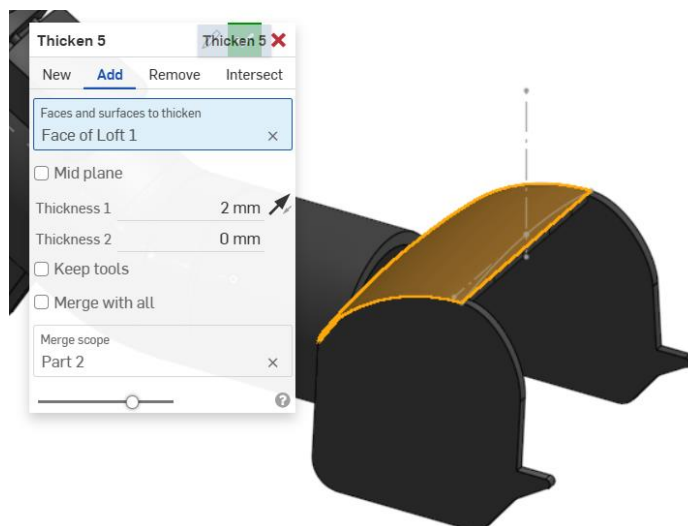 Thicken 5 Thicken 5
New Add Remove Intersect
Faces and surfaces to thicken
Face of Loft 1
Mid plane
Thickness 1 2 mm
Thickness 2 0 mm
Keep tools
Merge with all
Merge scope
Part 2